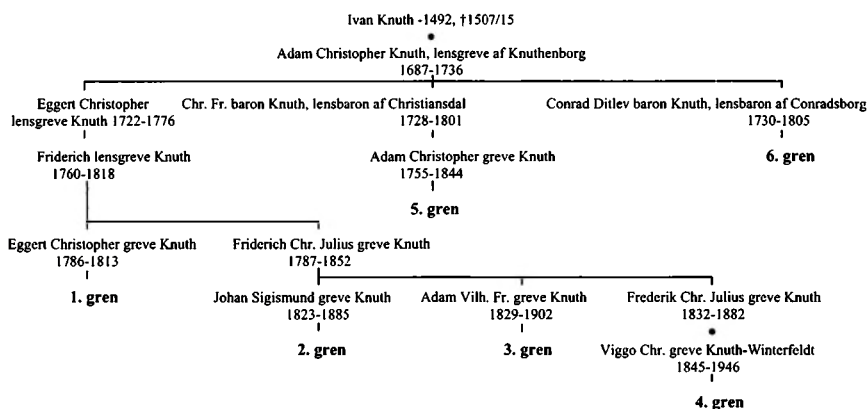 Ivan Knuth -1492, †1507/15
Adam Christopher Knuth, lensgreve af Knuthenborg
1687-1736
Eggert Christopher
lensgreve Knuth 1722-1776
Chr. Fr. baron Knuth, lensbaron af Christiansdal
1728-1801
Conrad Ditlev baron Knuth, lensbaron af Conradsborg
1730-1805
Friderich lensgreve Knuth
1760-1818
Adam Christopher greve Knuth
1755-1844
6. gren
5. gren
Eggert Christopher greve Knuth
1786-1813
Friderich Chr. Julius greve Knuth
1787-1852
1. gren
Johan Sigismund greve Knuth
1823-1885
Adam Vilh. Fr. greve Knuth
1829-1902
Frederik Chr. Julius greve Knuth
1832-1882
2. gren
3. gren
Viggo Chr. greve Knuth-Winterfeldt
1845-1946
4. gren